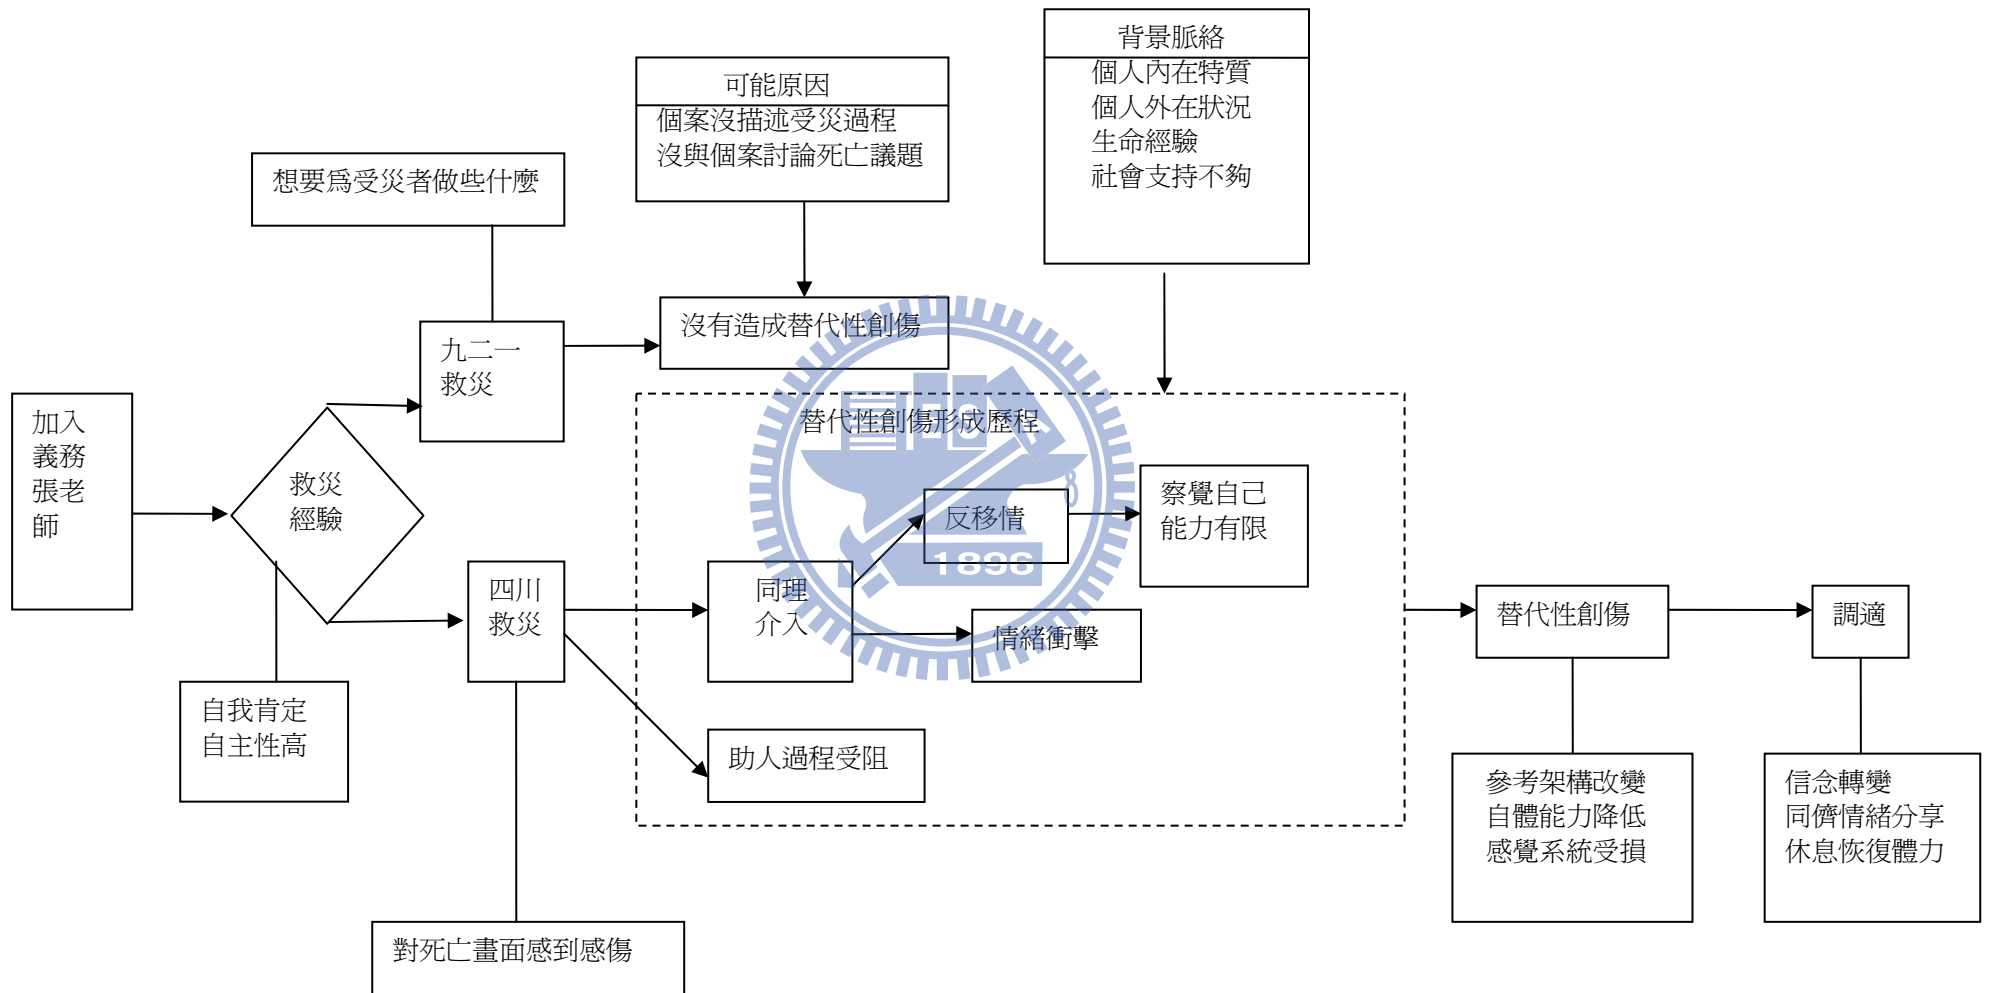 背景脈絡
個人內在特質
個人外在狀況
生命經驗
社會支持不夠
可能原因
個案沒描述受災過程
沒與個案討論死亡議題
想要為受災者做些什麼
九二一
救災
沒有造成替代性創傷
加入
義務
張老
師
救災
經驗
替代性創傷形成歷程
察覺自己
能力有限
反移情
1896
四川
救災
同理
介入
情緒衝擊
替代性創傷
調適
自我肯定
自主性高
助人過程受阻
參考架構改變
自體能力降低
感覺系統受損
信念轉變
同儕情緒分享
休息恢復體力
對死亡畫面感到感傷